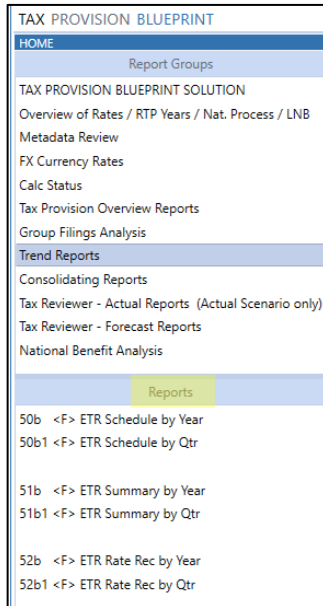 TAX PROVISION BLUEPRINT
HOME
Report Groups
TAX PROVISION BLUEPRINT SOLUTION
Overview of Rates / RTP Years / Nat. Process / LNB
Metadata Review
FX Currency Rates
Calc Status
Tax Provision Overview Reports
Group Filings Analysis
Trend Reports
Consolidating Reports
Tax Reviewer - Actual Reports (Actual Scenario only)
Tax Reviewer - Forecast Reports
National Benefit Analysis
Reports
50b <F> ETR Schedule by Year
50b1 <F> ETR Schedule by Qtr
51b <F> ETR Summary by Year
51b1 <F> ETR Summary by Qtr
52b <F> ETR Rate Rec by Year
52b1 <F> ETR Rate Rec by Qtr